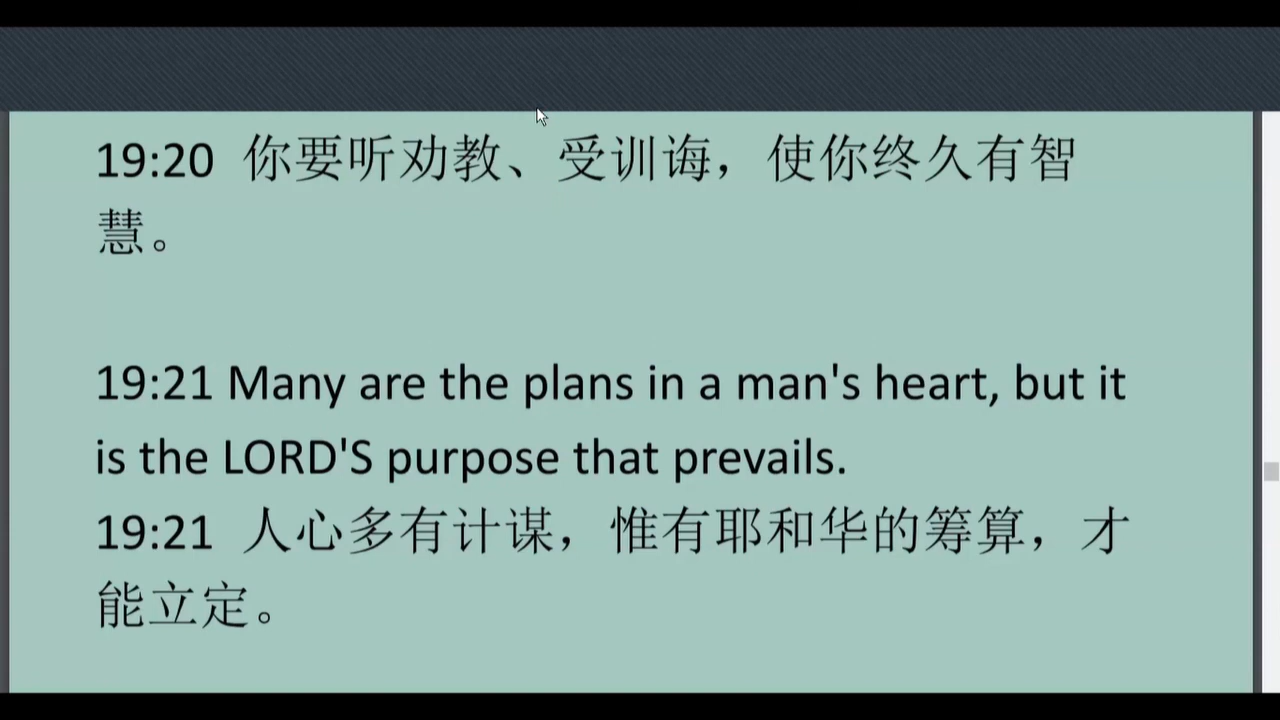 19:20 你要听劝教、受训诲，使你终久有智
慧。
19:21 Many are the plans in a man's heart, but it
is the LORD'S purpose that prevails.
19:21 人心多有计谋，惟有耶和华的筹算，才
能立定。